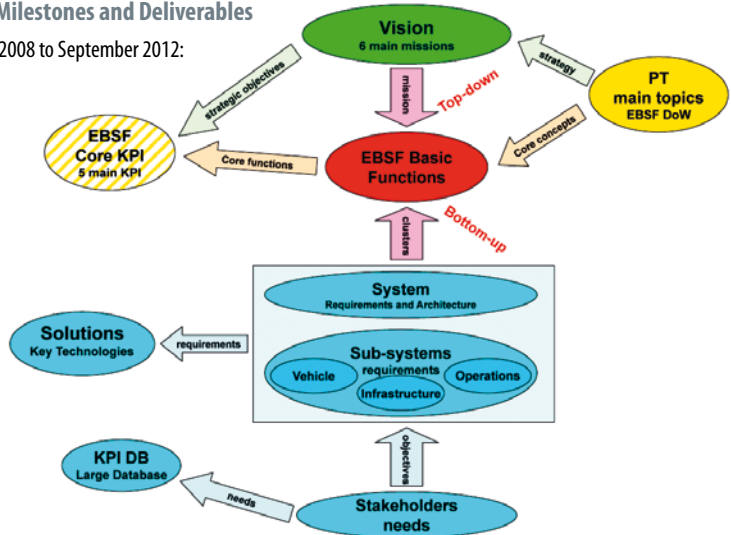 Milestones and Deliverables
2008 to September 2012:
Vision
6 main missions
strategic objectives
mission
Top-down
strategy
PT
main topics
EBSF DoW
EBSF
Core KPI
5 main KPI
Core functions
EBSF Basic
Functions
Core concepts
clusters
Bottom-up
System
Requirements and Architecture
Solutions
Key Technologies
requirements
Sub-systems
requirements
Vehicle
Infrastructure
Operations
objectives
KPI DB
Large Database
needs
Stakeholders
needs